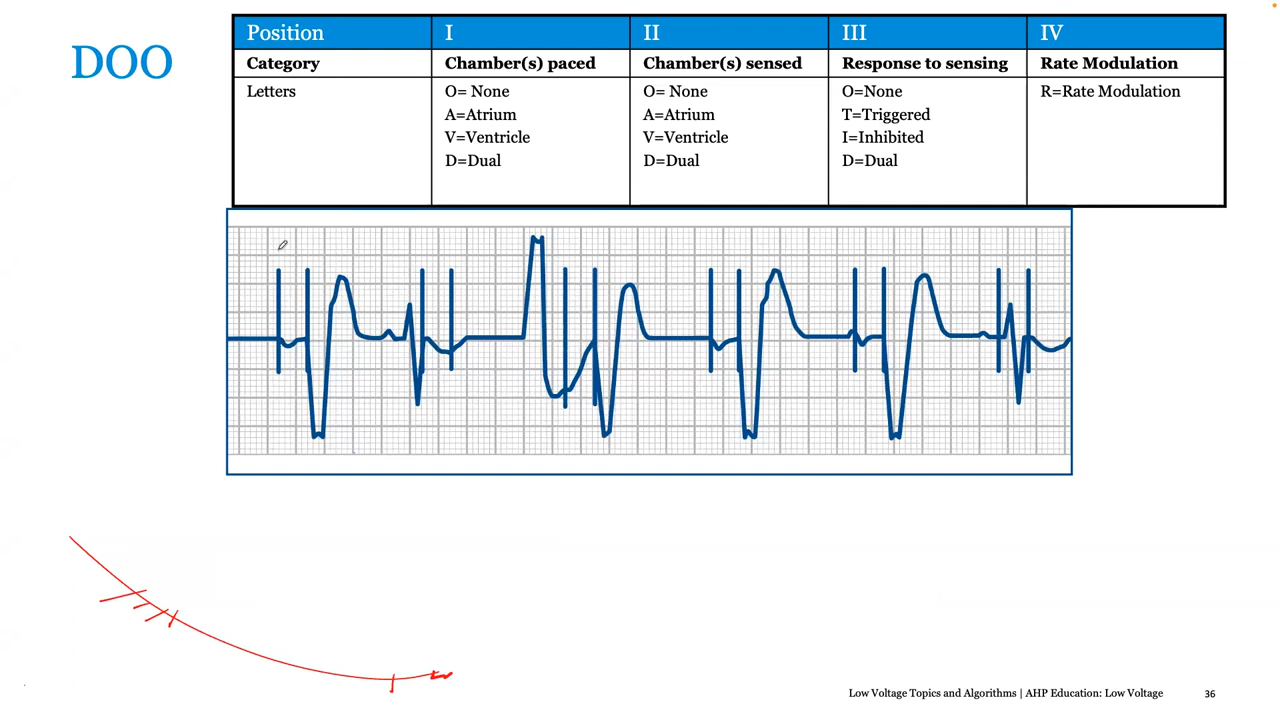 DOO
Position I II III IV
Category Chamber(s) paced Chamber(s) sensed Response to sensing Rate Modulation
Letters O= None O= None O=None R=Rate Modulation
A=Atrium A=Atrium T=Triggered
V=Ventricle V=Ventricle I=Inhibited
D=Dual D=Dual D=Dual
Low Voltage Topics and Algorithms | AHP Education: Low Voltage 36